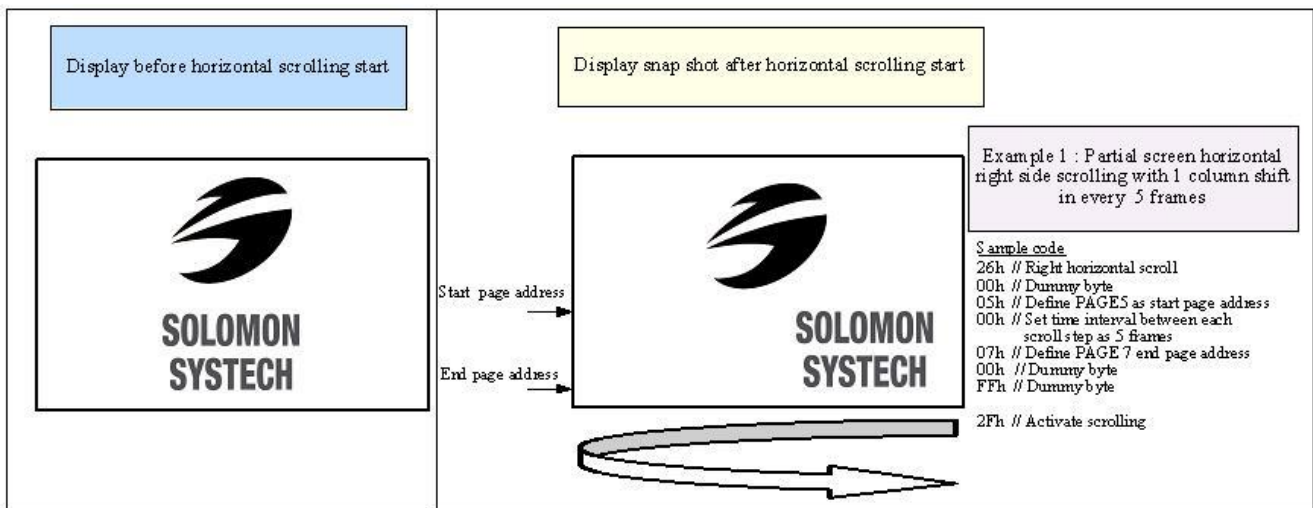 Display before horizontal scrolling start
SOLOMON
SYSTECH
Display snap shot after horizontal scrolling start
Start page address
End page address
SOLOMON
SYSTECH
Example 1 : Partial screen horizontal
right side scrolling with 1 column shift
in every 5 frames
Sample code
26h // Right horizontal scroll
00h // Dummy byte
05h // Define PAGE5 as start page address
00h // Set time interval between each
scroll step as 5 frames
07h // Define PAGE 7 end page address
00h // Dummy byte
FFh // Dummy byte
2Fh // Activate scrolling